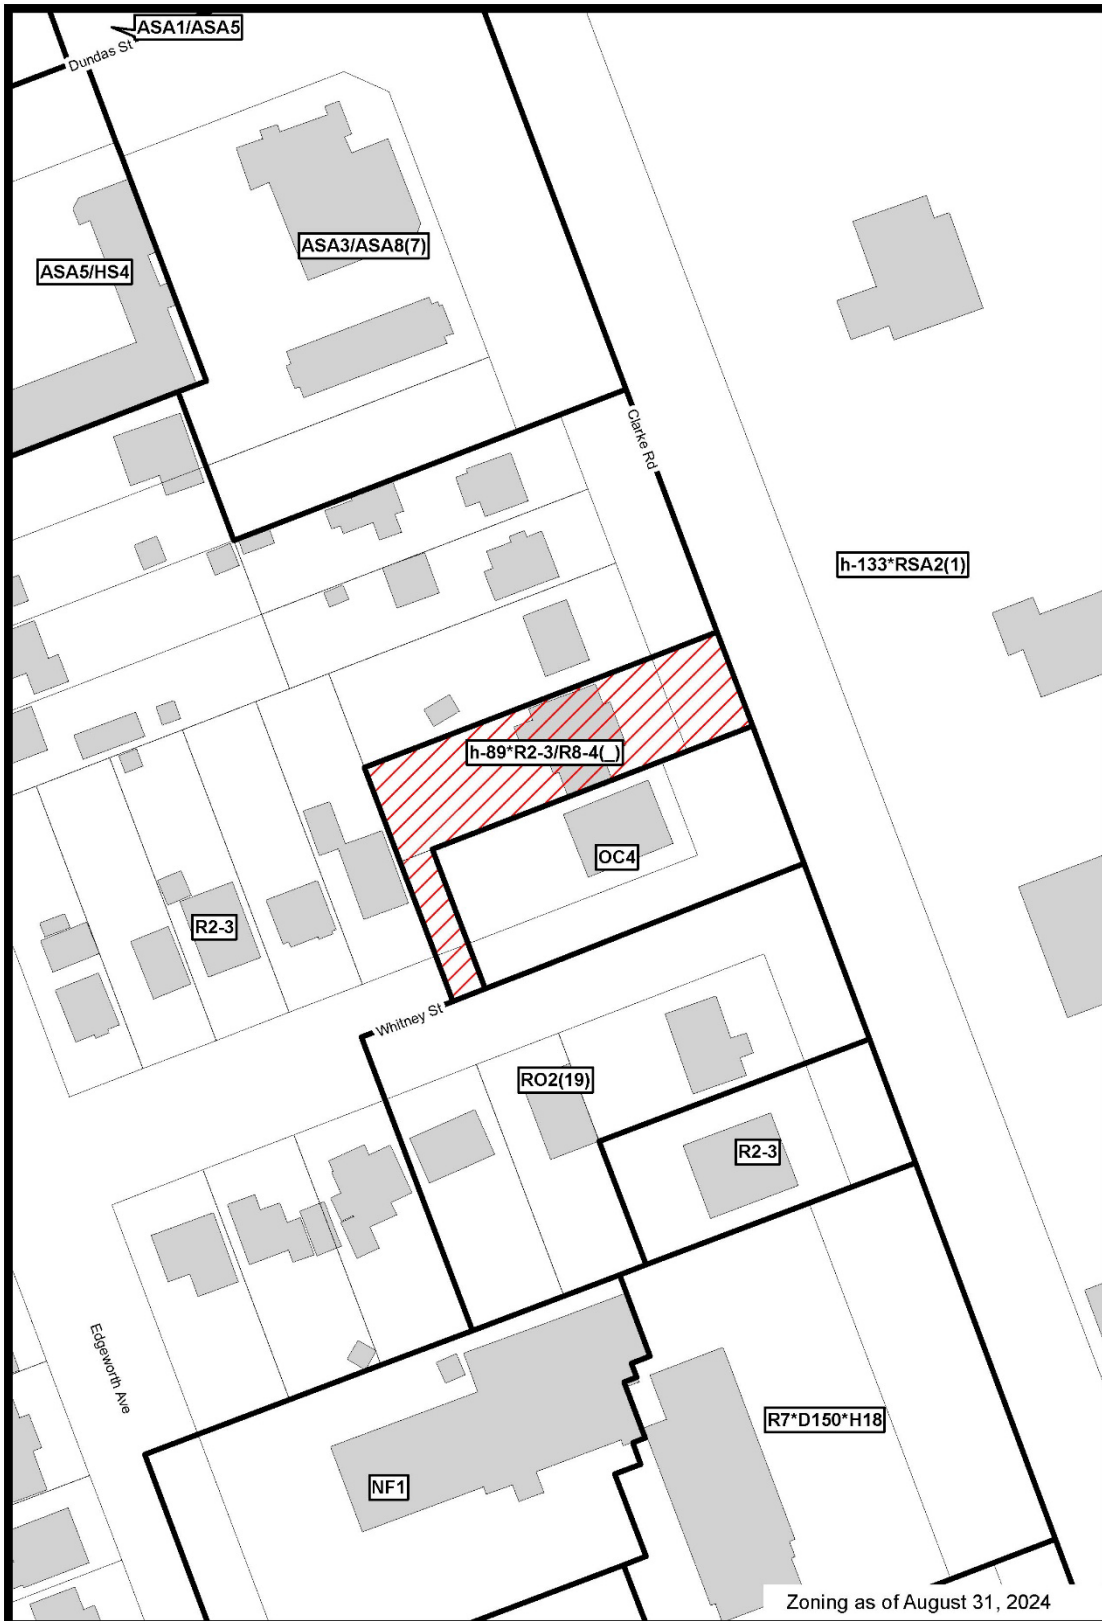 ASA1/ASA5
Dundas St
ASA3/ASA8(7)
ASA5/HS4
Clarke Rd
h-133*RSA2(1)
h-89*R2-3/R8-4(_)
OC4
R2-3
Whitney St
RO2(19)
R2-3
Edgeworth Ave
R7*D150*H18
NF1
Zoning as of August 31, 2024